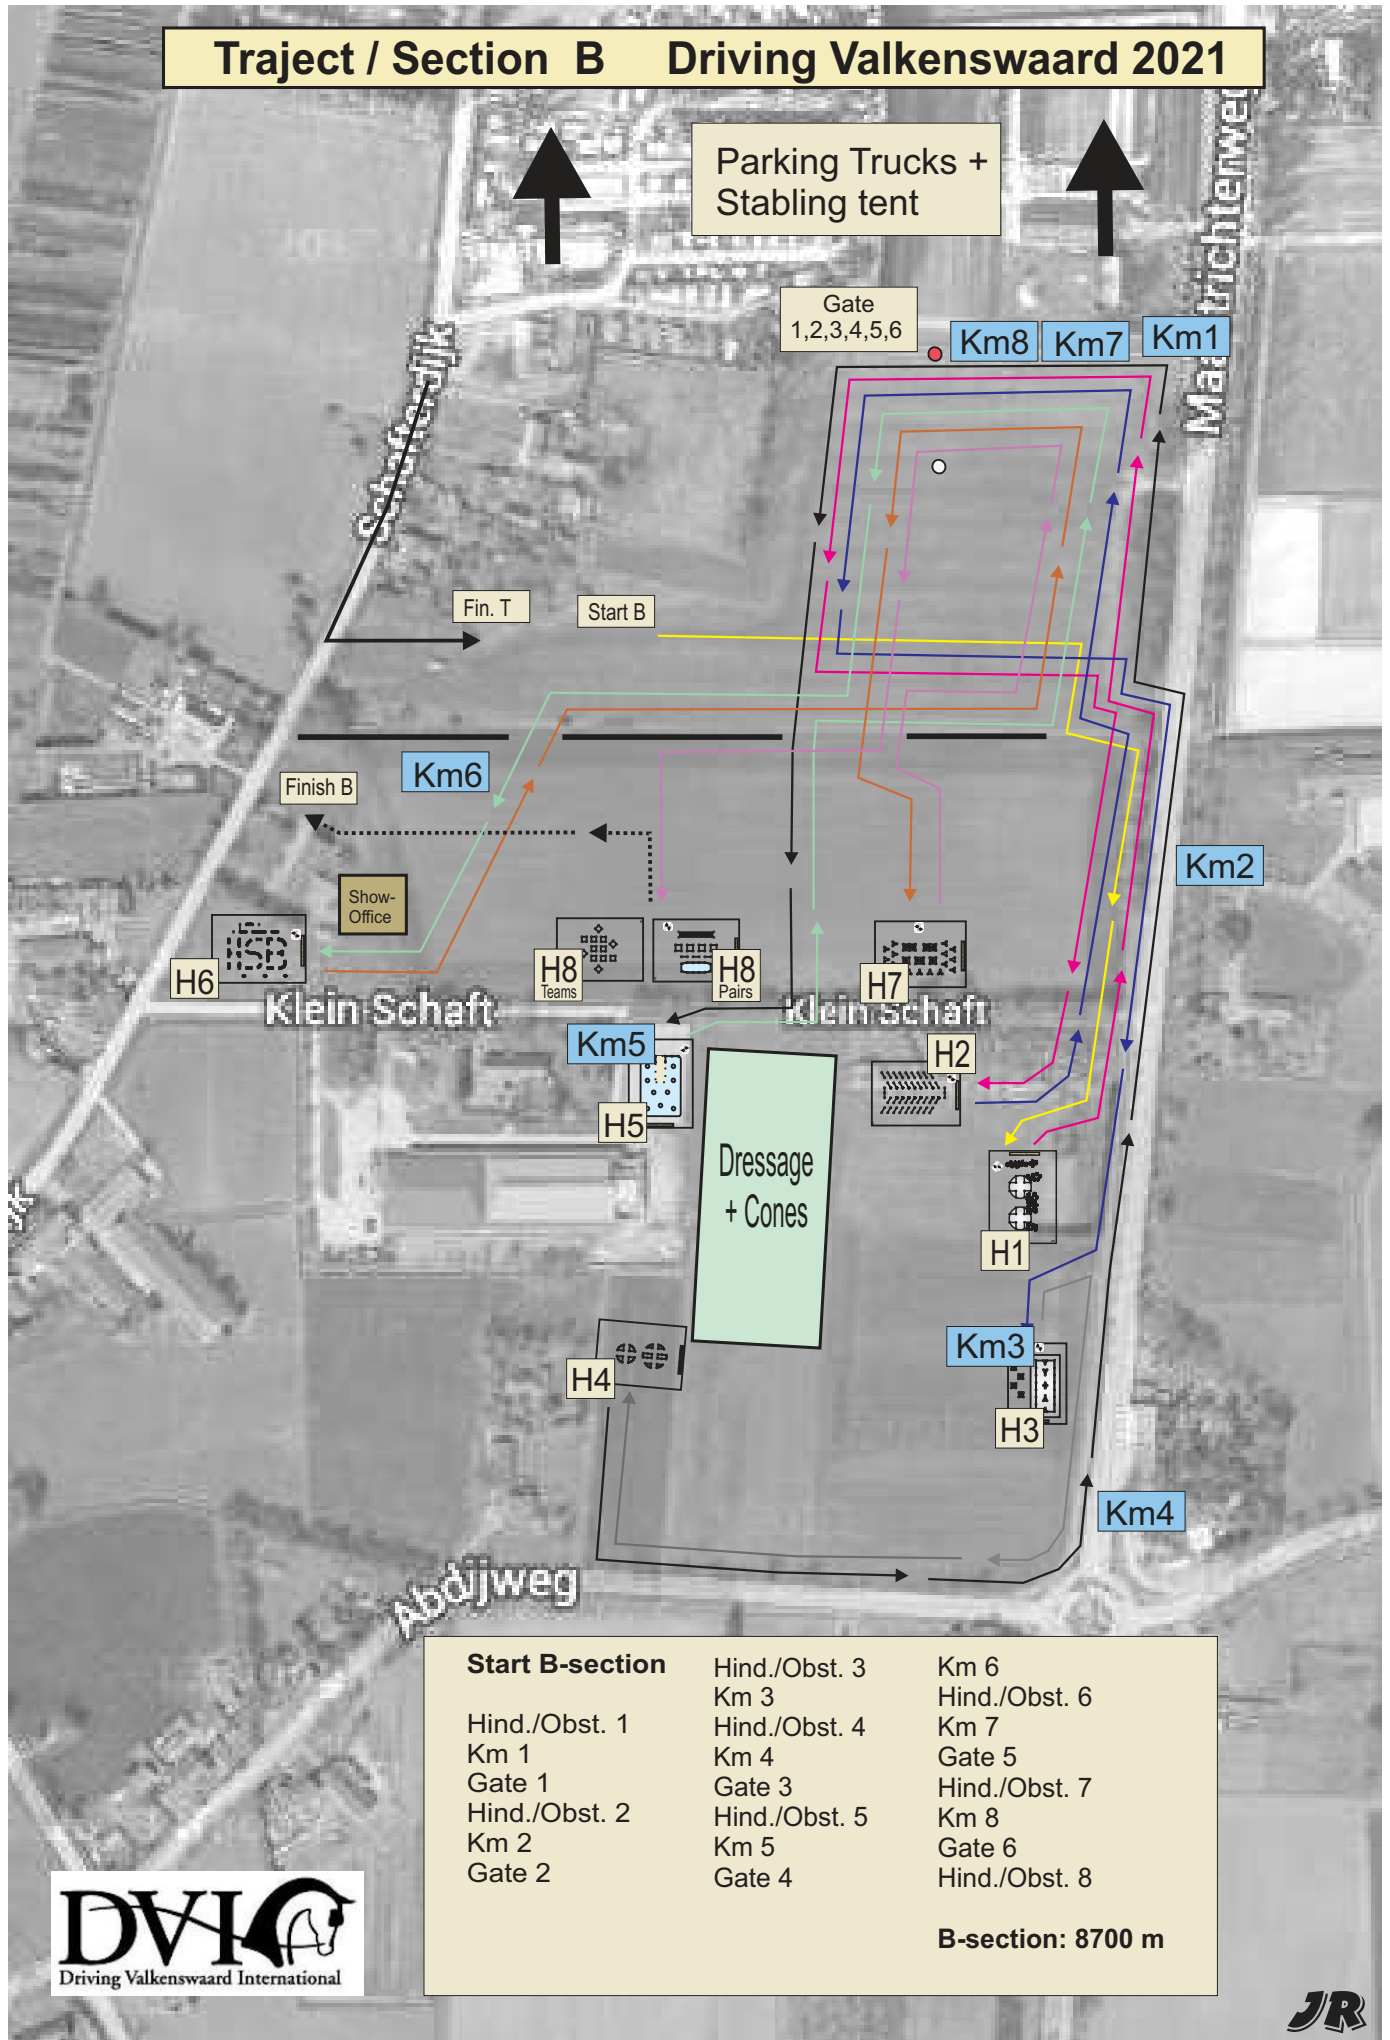 Traject / Section B Driving Valkenswaard 2021
Parking Trucks +
Stabling tent
Maastrichterweg
Gate
1,2,3,4,5,6
Km8
Km7
Km1
Schafterdijk
Fin. T
Start B
Km6
Finish B
Km2
Show-
Office
H6
H8
Teams
H8
Pairs
H7
Klein Schaft
Klein Schaft
Km5
H2
H5
Dressage
+ Cones
H1
Km3
H4
H3
Km4
Abdijweg
Start B-section
Hind./Obst. 1
Km 1
Gate 1
Hind./Obst. 2
Km 2
Gate 2
Hind./Obst. 3
Km 3
Hind./Obst. 4
Km 4
Gate 3
Hind./Obst. 5
Km 5
Gate 4
Km 6
Hind./Obst. 6
Km 7
Gate 5
Hind./Obst. 7
Km 8
Gate 6
Hind./Obst. 8
B-section: 8700 m
DVI
Driving Valkenswaard International
JR